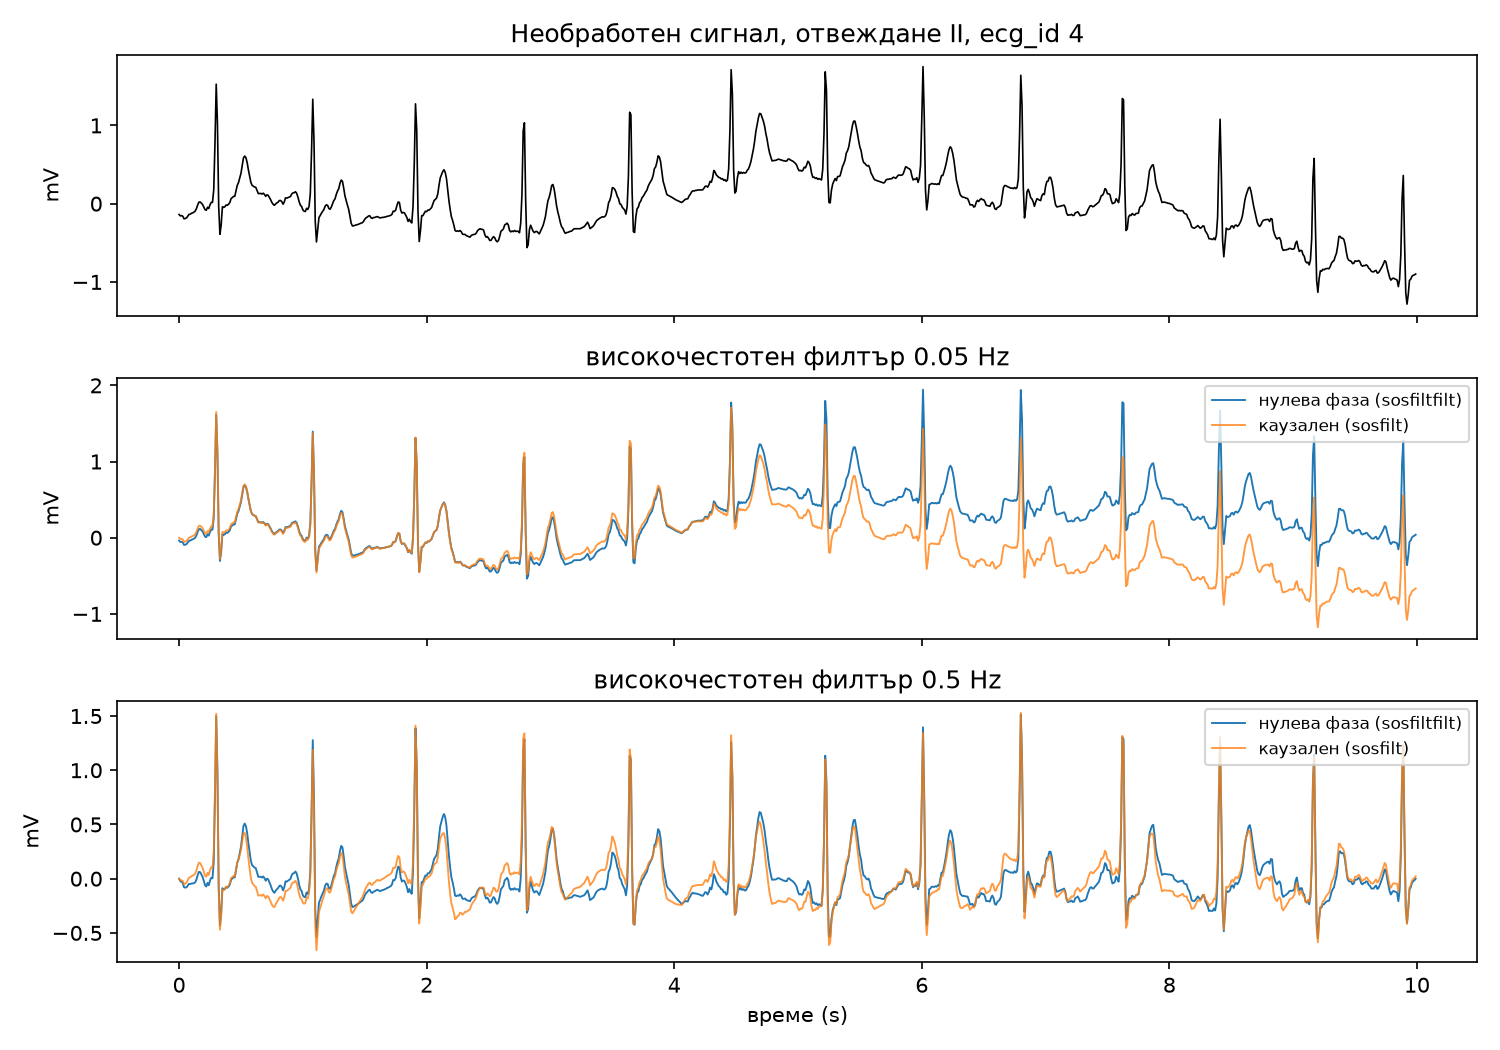 Необработен сигнал, отвеждане II, ecg_id 4
mV
1
0
−1
високочестотен филтър 0.05 Hz
mV
2
1
0
−1
нулева фаза (sosfiltfilt)
каузален (sosfilt)
високочестотен филтър 0.5 Hz
mV
1.5
1.0
0.5
0.0
−0.5
нулева фаза (sosfiltfilt)
каузален (sosfilt)
0 2 4 6 8 10
време (s)